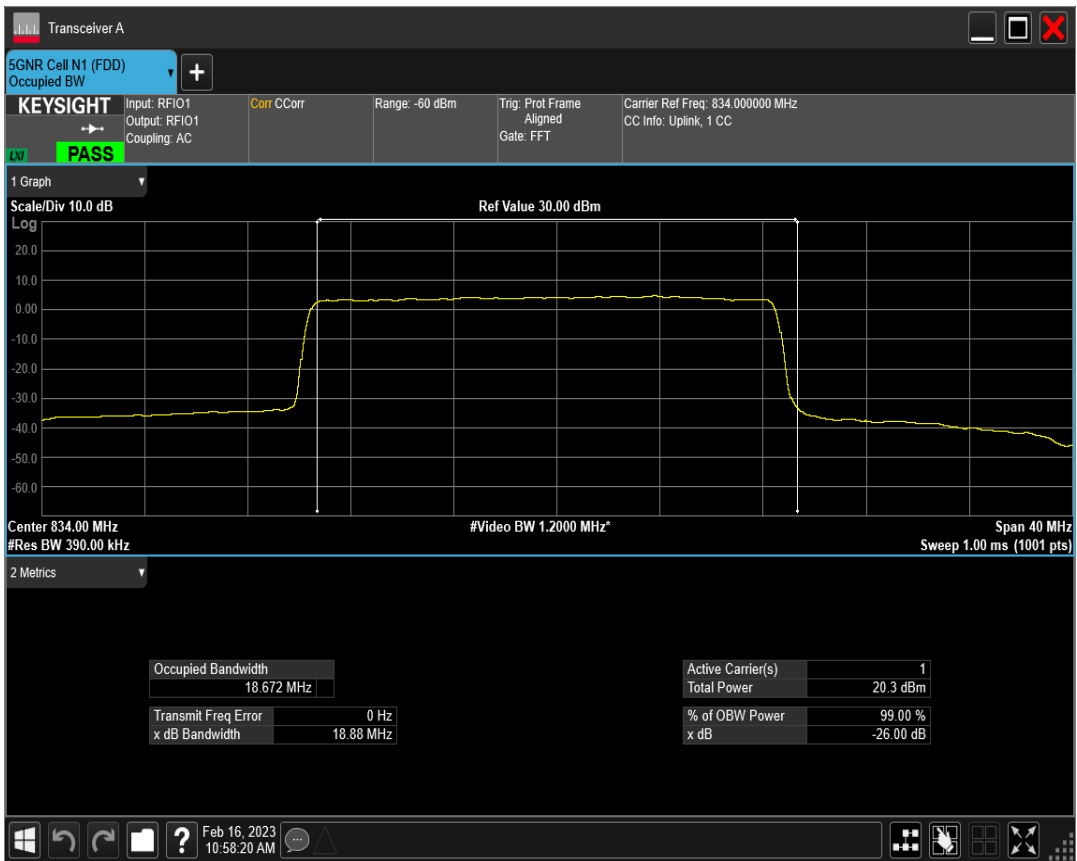 Transceiver A
5GNR Cell N1 (FDD)
Occupied BW
+
KEYSIGHT
LXI
PASS
Input: RFIO1
Output: RFIO1
Coupling: AC
Corr CCorr
Range: -60 dBm
Trig: Prot Frame
Aligned
Gate: FFT
Carrier Ref Freq: 834.000000 MHz
CC Info: Uplink, 1 CC
1 Graph
Scale/Div 10.0 dB
Ref Value 30.00 dBm
Log
20.0
10.0
0.00
-10.0
-20.0
-30.0
-40.0
-50.0
-60.0
Center 834.00 MHz
#Video BW 1.2000 MHz*
Span 40 MHz
#Res BW 390.00 kHz
Sweep 1.00 ms (1001 pts)
2 Metrics
Occupied Bandwidth
18.672 MHz
Active Carrier(s) 1
Total Power 20.3 dBm
Transmit Freq Error 0 Hz
x dB Bandwidth 18.88 MHz
% of OBW Power 99.00 %
x dB -26.00 dB
?
Feb 16, 2023
10:58:20 AM